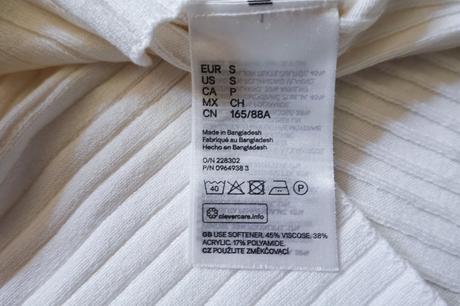 EUR S
US S
CA P
MX CH
CN 165/88A
Made in Bangladesh
Fabriqué au Bangladesh
Hecho en Bangladesh
O/N 228302
P/N 0964938 3
40 P
clevercare.info
GB USE SOFTENER. 45% VISCOSE. 38%
ACRYLIC. 17% POLYAMIDE.
CZ POUŽIJTE ZMĚKČOVACÍ